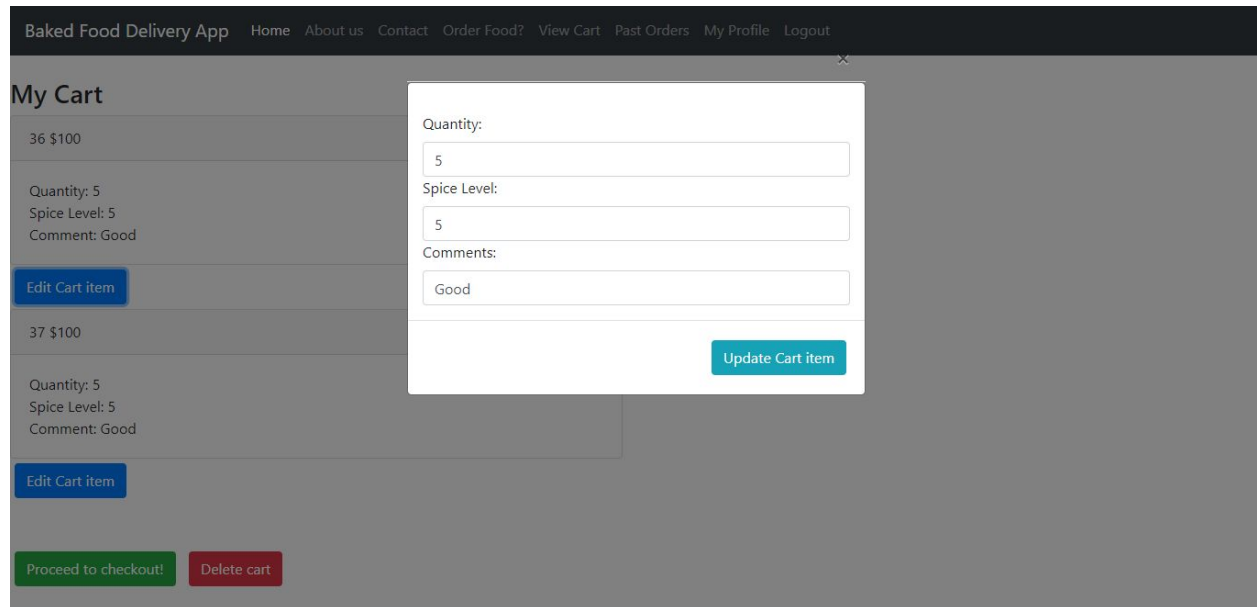 Baked Food Delivery App Home About us Contact Order Food? View Cart Past Orders My Profile Logout
×
My Cart
36 $100
Quantity: 5
Spice Level: 5
Comment: Good
Edit Cart item
37 $100
Quantity: 5
Spice Level: 5
Comment: Good
Edit Cart item
Proceed to checkout! Delete cart
Quantity:
5
Spice Level:
5
Comments:
Good
Update Cart item